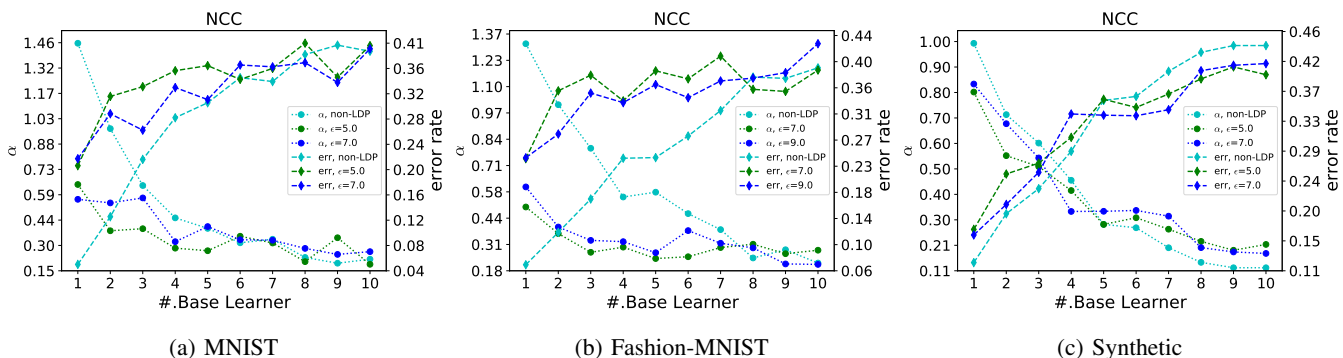 NCC
1.46
1.32
1.17
1.03
0.88
0.74
0.59
0.44
0.30
0.15
α
0.41
0.36
0.32
0.28
0.24
0.20
0.17
0.12
0.08
0.04
error rate
α, non-LDP
α, ϵ=5.0
α, ϵ=7.0
err, non-LDP
err, ϵ=5.0
err, ϵ=7.0
1 2 3 4 5 6 7 8 9 10
#.Base Learner
(a) MNIST
NCC
1.37
1.23
1.10
0.97
0.84
0.71
0.58
0.44
0.31
0.18
α
0.44
0.40
0.36
0.31
0.28
0.24
0.18
0.14
0.10
0.06
error rate
α, non-LDP
α, ϵ=7.0
α, ϵ=9.0
err, non-LDP
err, ϵ=7.0
err, ϵ=9.0
1 2 3 4 5 6 7 8 9 10
#.Base Learner
(b) Fashion-MNIST
NCC
1.00
0.90
0.80
0.70
0.60
0.50
0.40
0.30
0.21
0.11
α
0.46
0.42
0.38
0.33
0.28
0.24
0.20
0.15
0.11
error rate
α, non-LDP
α, ϵ=5.0
α, ϵ=7.0
err, non-LDP
err, ϵ=5.0
err, ϵ=7.0
1 2 3 4 5 6 7 8 9 10
#.Base Learner
(c) Synthetic